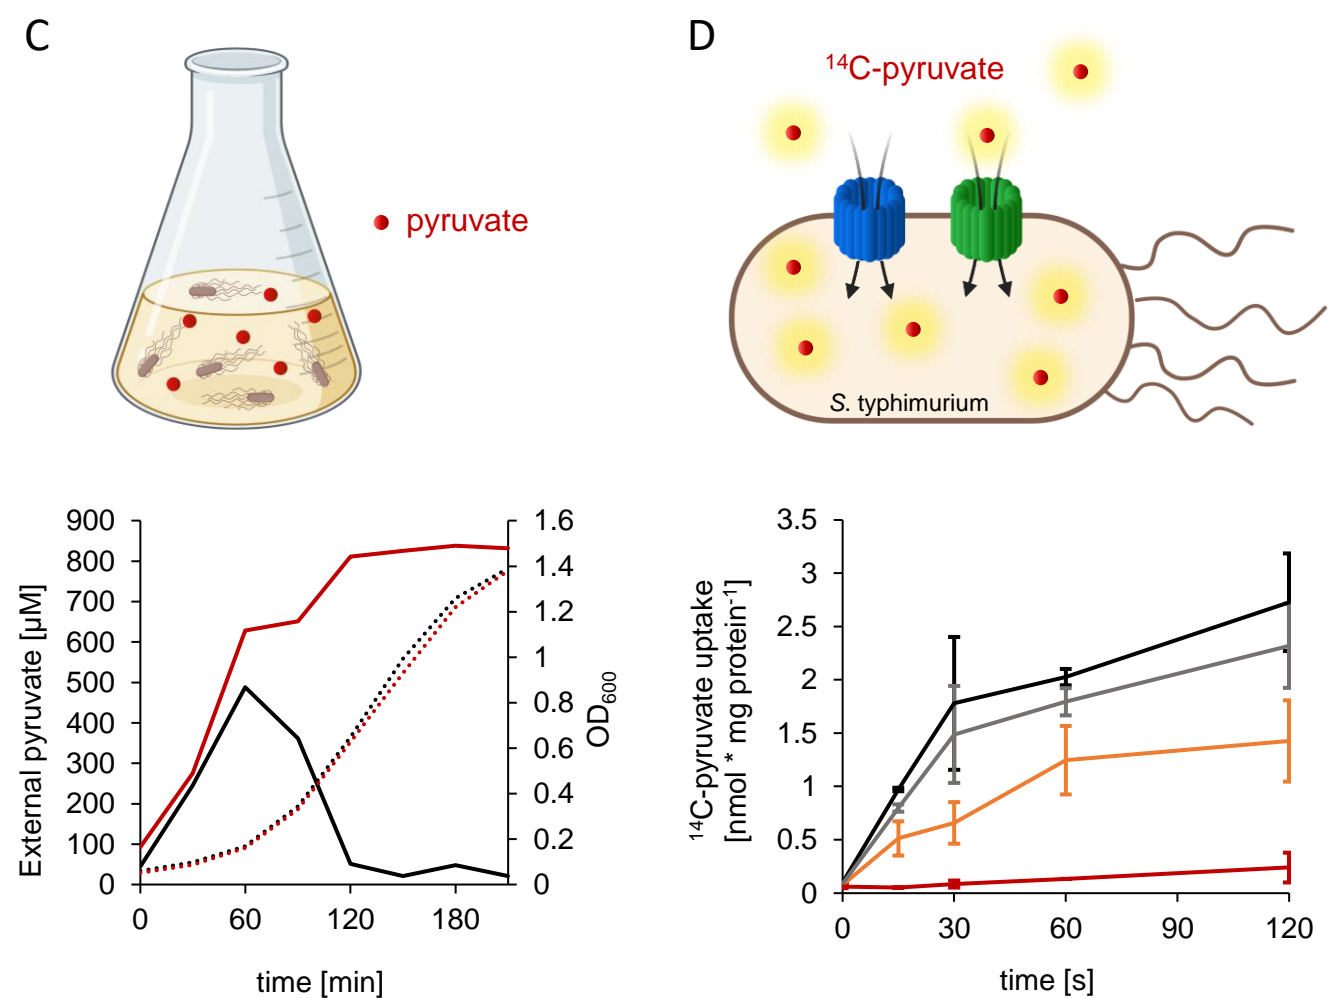 C
pyruvate
D
¹⁴C-pyruvate
S. typhimurium
External pyruvate [µM]
900
800
700
600
500
400
300
200
100
0
1.6
1.4
1.2
1
0.8
0.6
0.4
0.2
0
OD₆₀₀
0 60 120 180
time [min]
¹⁴C-pyruvate uptake
[nmol * mg protein⁻¹]
3.5
3
2.5
2
1.5
1
0.5
0
0 30 60 90 120
time [s]